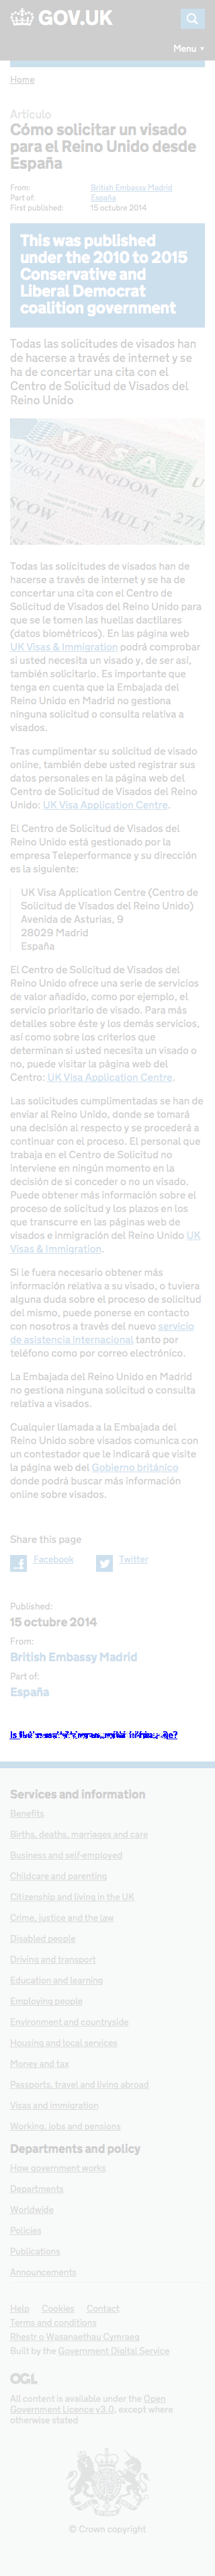 GOV.UK
Menu
Home
Artículo
Cómo solicitar un visado
para el Reino Unido desde
España
From: British Embassy Madrid
Part of: España
First published: 15 octubre 2014
This was published
under the 2010 to 2015
Conservative and
Liberal Democrat
coalition government
Todas las solicitudes de visados han
de hacerse a través de internet y se
ha de concertar una cita con el
Centro de Solicitud de Visados del
Reino Unido
VISA
Todas las solicitudes de visados han de
hacerse a través de internet y se ha de
concertar una cita con el Centro de
Solicitud de Visados del Reino Unido para
que se le tomen las huellas dactilares
(datos biométricos). En las página web
UK Visas & Immigration podrá comprobar
si usted necesita un visado y, de ser así,
también solicitarlo. Es importante que
tenga en cuenta que la Embajada del
Reino Unido en Madrid no gestiona
ninguna solicitud o consulta relativa a
visados.
Tras cumplimentar su solicitud de visado
online, también debe usted registrar sus
datos personales en la página web del
Centro de Solicitud de Visados del Reino
Unido: UK Visa Application Centre.
El Centro de Solicitud de Visados del
Reino Unido está gestionado por la
empresa Teleperformance y su dirección
es la siguiente:
UK Visa Application Centre (Centro de
Solicitud de Visados del Reino Unido)
Avenida de Asturias, 9
28029 Madrid
España
El Centro de Solicitud de Visados del
Reino Unido ofrece una serie de servicios
de valor añadido, como por ejemplo, el
servicio prioritario de visado. Para más
detalles sobre éste y los demás servicios,
así como sobre los criterios que
determinan si usted necesita un visado o
no, puede visitar la página web del
Centro: UK Visa Application Centre.
Las solicitudes cumplimentadas se han de
enviar al Reino Unido, donde se tomará
una decisión al respecto y se procederá a
continuar con el proceso. El personal que
trabaja en el Centro de Solicitud no
interviene en ningún momento en la
decisión de si conceder o no un visado.
Puede obtener más información sobre el
proceso de solicitud y los plazos en los
que transcurre en las páginas web de
visados e inmigración del Reino Unido UK
Visas & Immigration.
Si le fuera necesario obtener más
información relativa a su visado, o tuviera
alguna duda sobre el proceso de solicitud
del mismo, puede ponerse en contacto
con nosotros a través del nuevo servicio
de asistencia internacional tanto por
teléfono como por correo electrónico.
La Embajada del Reino Unido en Madrid
no gestiona ninguna solicitud o consulta
relativa a visados.
Cualquier llamada a la Embajada del
Reino Unido sobre visados comunica con
un contestador que le indicará que visite
la página web del Gobierno británico
donde podrá buscar más información
online sobre visados.
Share this page
Facebook Twitter
Published:
15 octubre 2014
From:
British Embassy Madrid
Part of:
España
Services and information
Benefits
Births, deaths, marriages and care
Business and self-employed
Childcare and parenting
Citizenship and living in the UK
Crime, justice and the law
Disabled people
Driving and transport
Education and learning
Employing people
Environment and countryside
Housing and local services
Money and tax
Passports, travel and living abroad
Visas and immigration
Working, jobs and pensions
Departments and policy
How government works
Departments
Worldwide
Policies
Publications
Announcements
Help Cookies Contact
Terms and conditions
Rhestr o Wasanaethau Cymraeg
Built by the Government Digital Service
OGL
All content is available under the Open
Government Licence v3.0, except where
otherwise stated
© Crown copyright